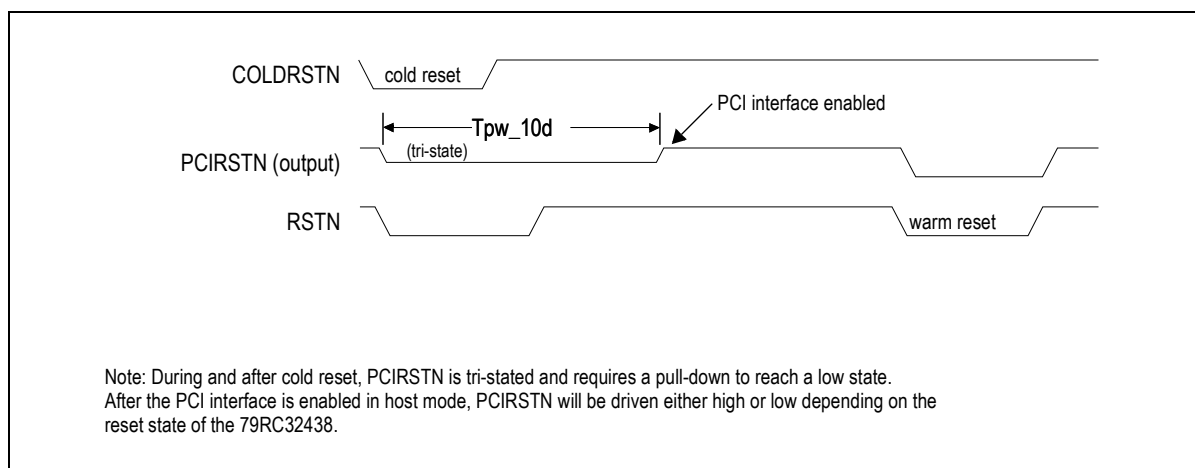 COLDRSTN
cold reset
PCI interface enabled
Tpw_10d
PCIRSTN (output)
(tri-state)
RSTN
warm reset
Note: During and after cold reset, PCIRSTN is tri-stated and requires a pull-down to reach a low state.
After the PCI interface is enabled in host mode, PCIRSTN will be driven either high or low depending on the
reset state of the 79RC32438.